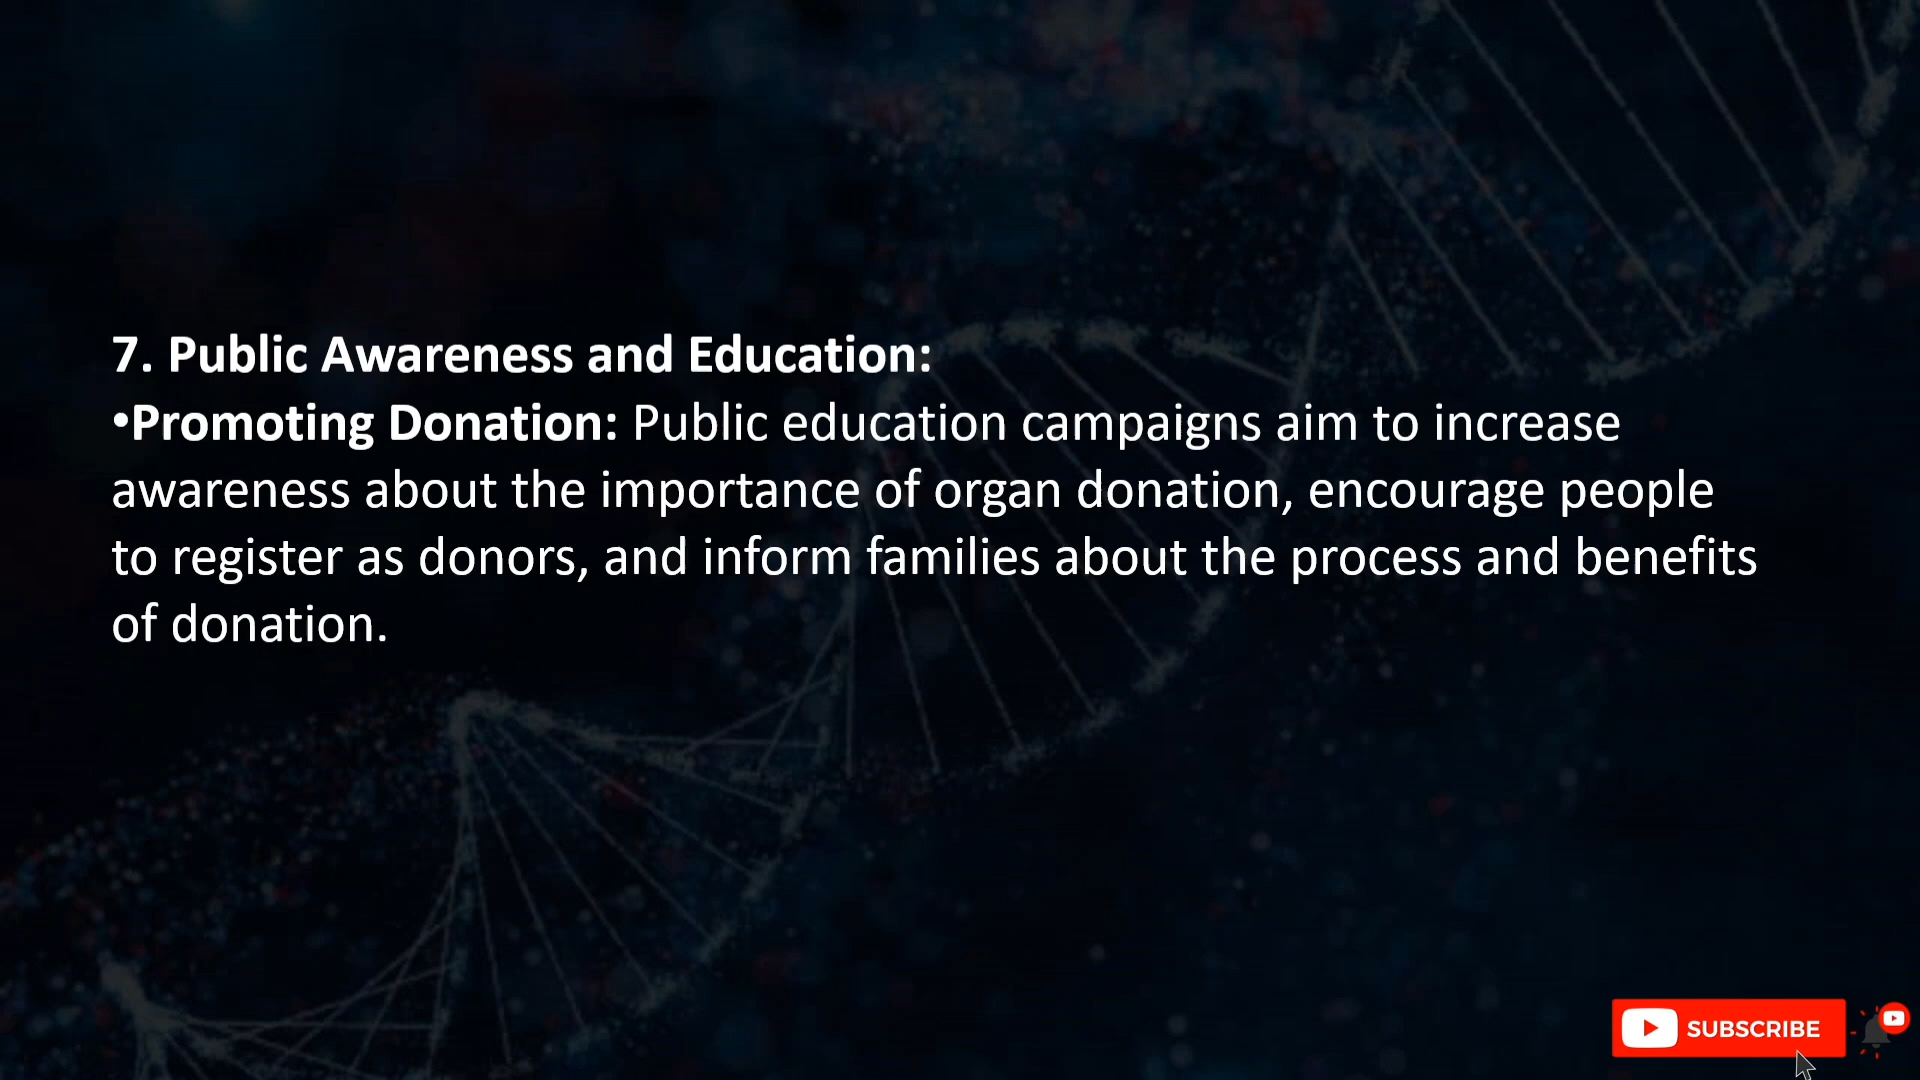 7. Public Awareness and Education:
•Promoting Donation: Public education campaigns aim to increase
awareness about the importance of organ donation, encourage people
to register as donors, and inform families about the process and benefits
of donation.
SUBSCRIBE